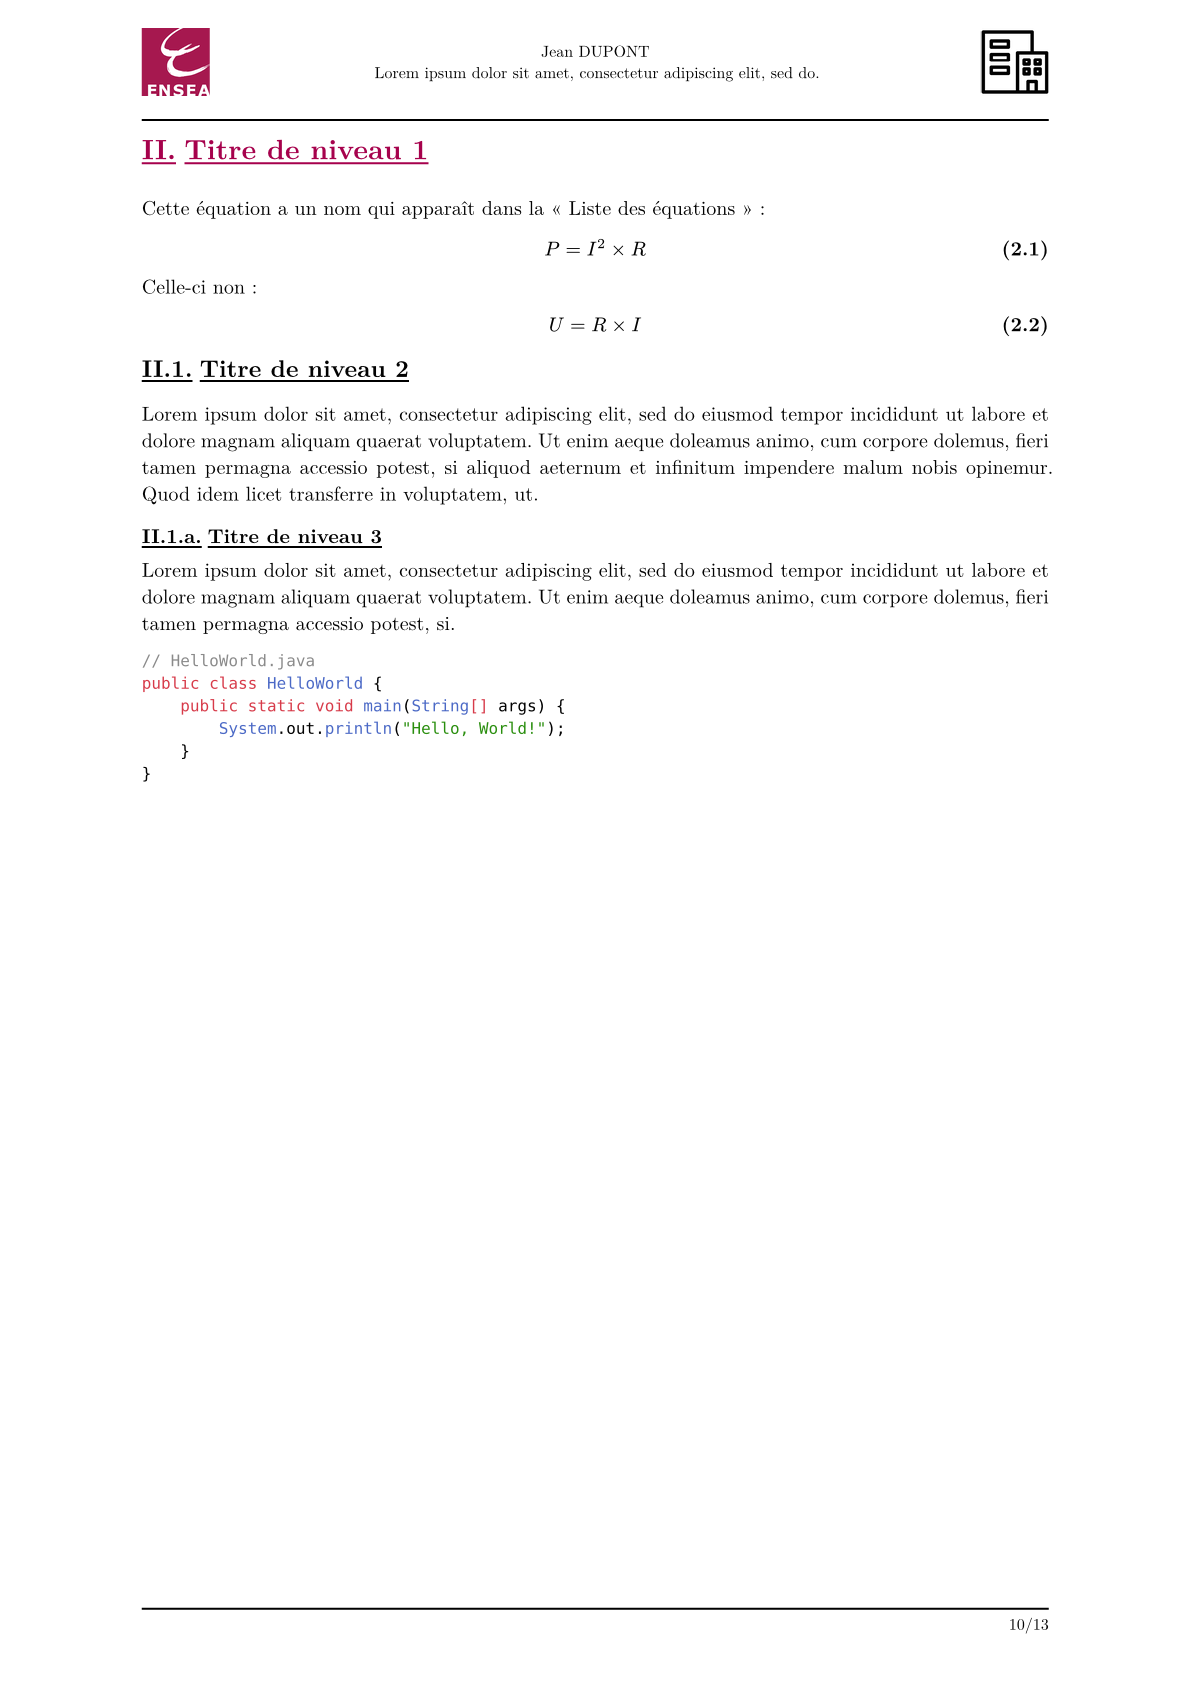 ENSEA
Jean DUPONT
Lorem ipsum dolor sit amet, consectetur adipiscing elit, sed do.
II. Titre de niveau 1
Cette équation a un nom qui apparaît dans la « Liste des équations » :
P = I² × R (2.1)
Celle-ci non :
U = R × I (2.2)
II.1. Titre de niveau 2
Lorem ipsum dolor sit amet, consectetur adipiscing elit, sed do eiusmod tempor incididunt ut labore et
dolore magnam aliquam quaerat voluptatem. Ut enim aeque doleamus animo, cum corpore dolemus, fieri
tamen permagna accessio potest, si aliquod aeternum et infinitum impendere malum nobis opinemur.
Quod idem licet transferre in voluptatem, ut.
II.1.a. Titre de niveau 3
Lorem ipsum dolor sit amet, consectetur adipiscing elit, sed do eiusmod tempor incididunt ut labore et
dolore magnam aliquam quaerat voluptatem. Ut enim aeque doleamus animo, cum corpore dolemus, fieri
tamen permagna accessio potest, si.
// HelloWorld.java
public class HelloWorld {
    public static void main(String[] args) {
        System.out.println("Hello, World!");
    }
}
10/13